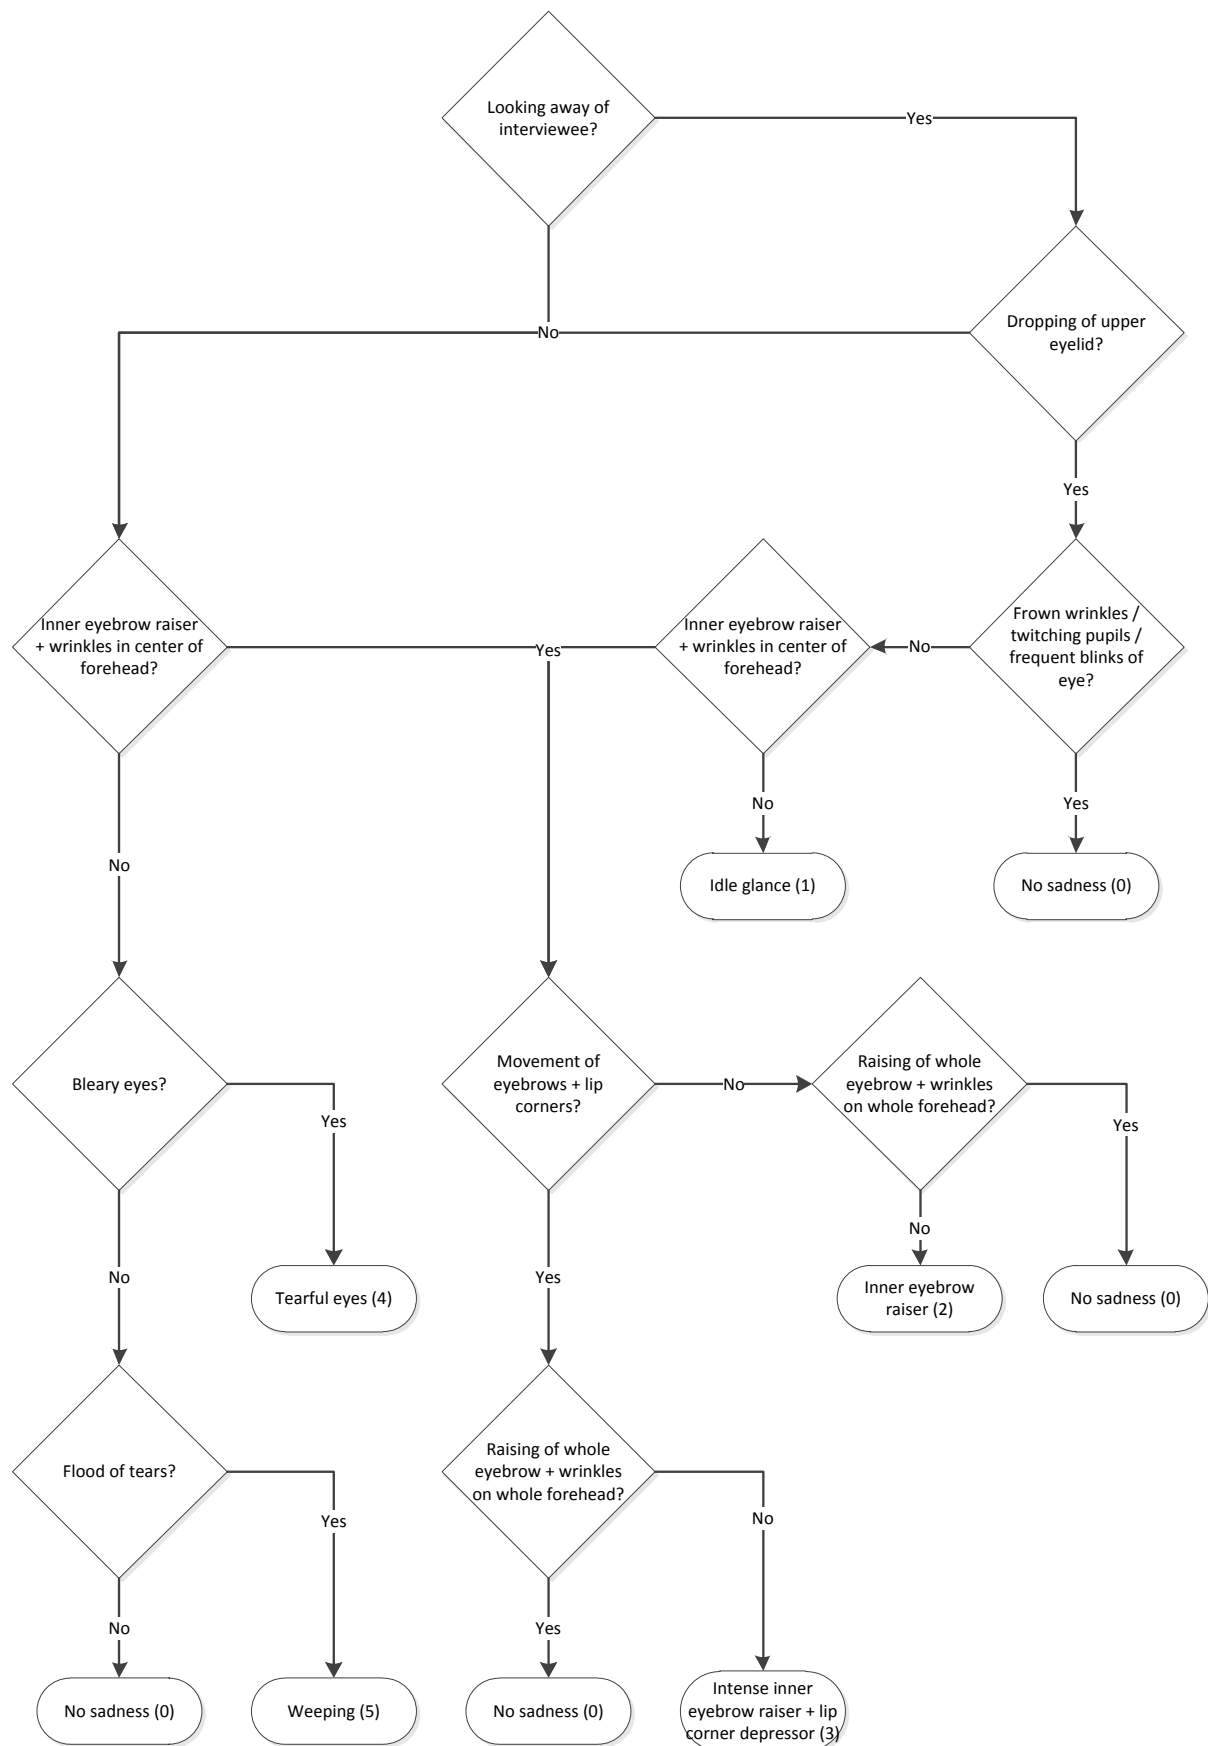 Looking away of
interviewee?
Yes
No
Dropping of upper
eyelid?
Yes
Inner eyebrow raiser
+ wrinkles in center of
forehead?
Yes
Inner eyebrow raiser
+ wrinkles in center of
forehead?
No
Frown wrinkles /
twitching pupils /
frequent blinks of
eye?
No
No
Yes
Idle glance (1)
No sadness (0)
Bleary eyes?
Yes
Movement of
eyebrows + lip
corners?
No
Raising of whole
eyebrow + wrinkles
on whole forehead?
Yes
No
No
Yes
Tearful eyes (4)
Inner eyebrow
raiser (2)
No sadness (0)
Flood of tears?
Yes
Raising of whole
eyebrow + wrinkles
on whole forehead?
No
No
Yes
No sadness (0)
Weeping (5)
No sadness (0)
Intense inner
eyebrow raiser + lip
corner depressor (3)